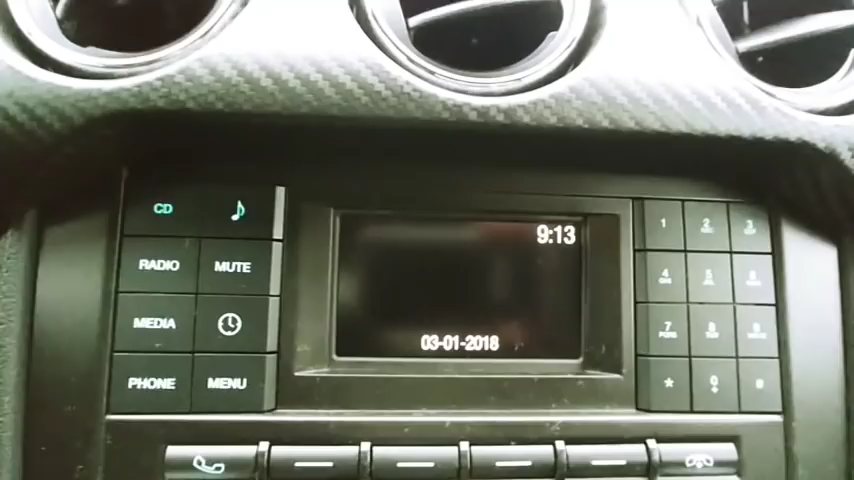 CD
9:13
RADIO MUTE
MEDIA
03-01-2018
PHONE MENU
1 2 3
4 5 6
7 8 9
* 0 #